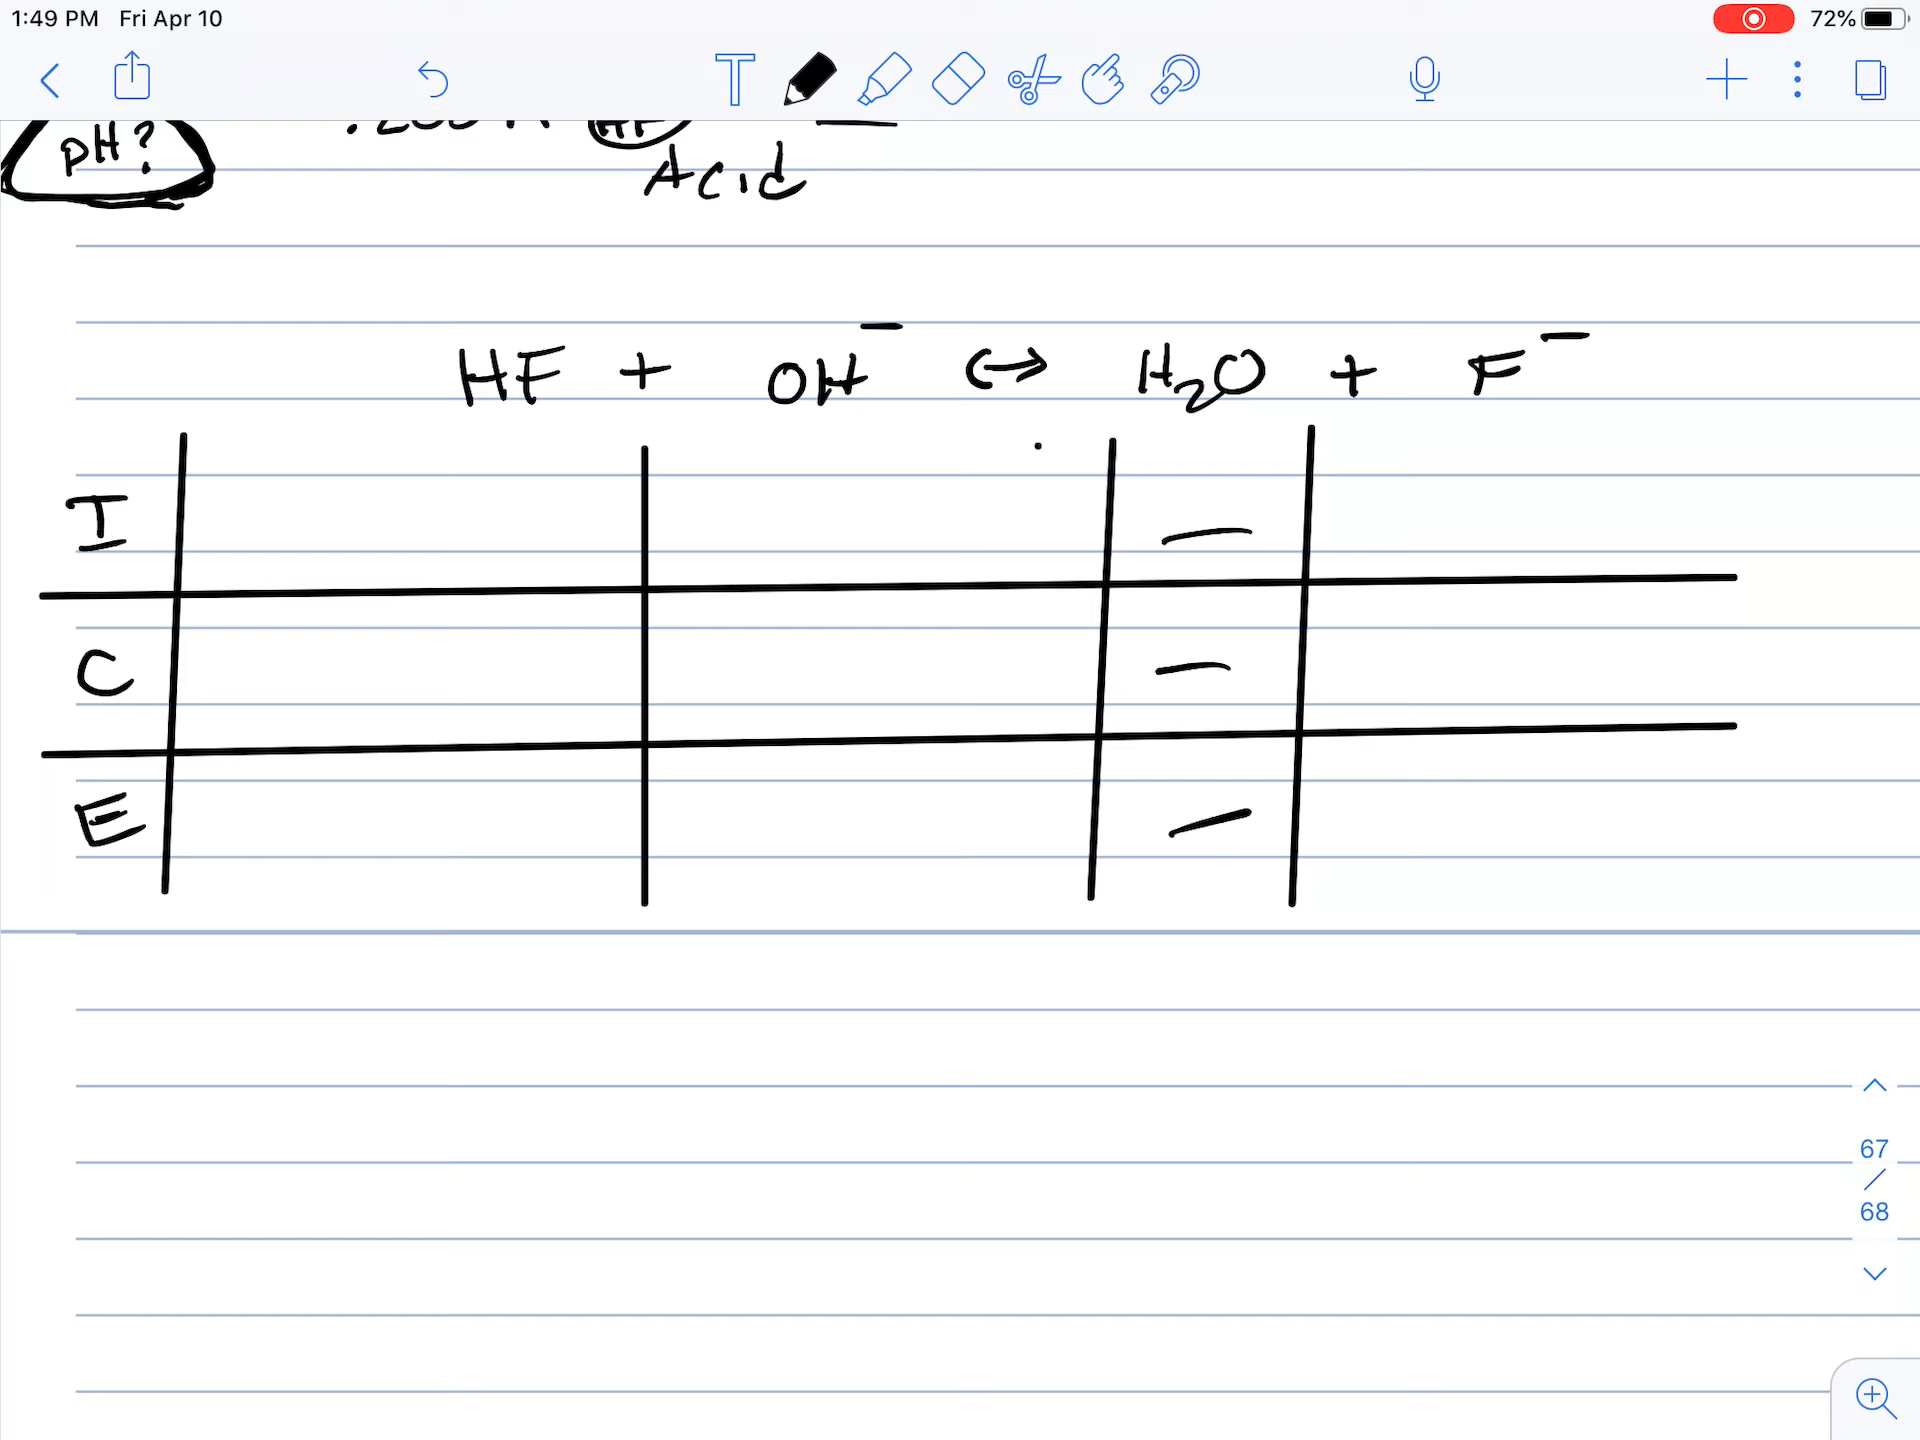 1:49 PM Fri Apr 10 72%
T
pH?
Acid
HF + OH⁻ ↔ H₂O + F⁻
I —
C —
E —
67
/
68